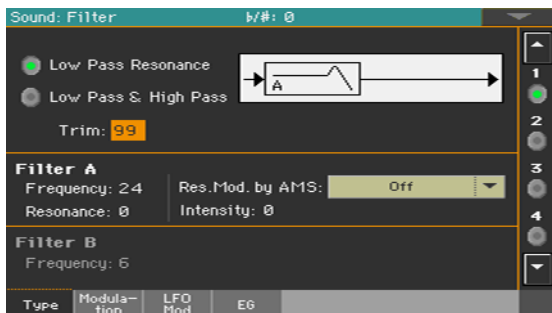 Sound: Filter ♭/#: 0
Low Pass Resonance
Low Pass & High Pass
A
Trim: 99
1
2
3
4
Filter A
Frequency: 24
Res.Mod. by AMS: Off
Resonance: 0
Intensity: 0
Filter B
Frequency: 6
Type
Modula-
tion
LFO
Mod
EG